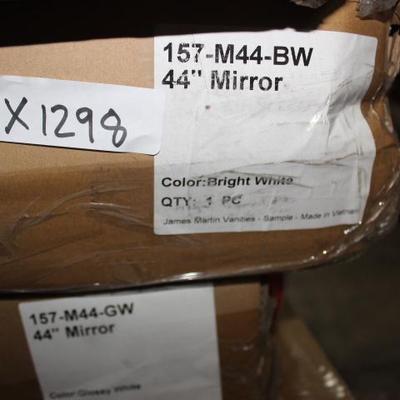 157-M44-BW
44" Mirror
X1298
Color:Bright White
QTY: 1 PC
James Martin Vanities - Sample - Made in Vietnam
157-M44-GW
44" Mirror
Color:Glossy White